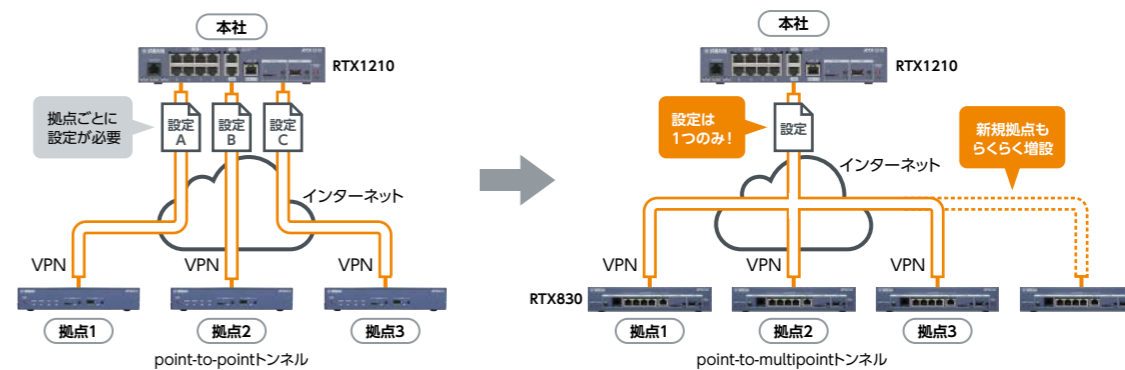 本社
RTX1210
拠点ごとに
設定が必要
設定
A
設定
B
設定
C
インターネット
VPN
VPN
VPN
拠点1
拠点2
拠点3
point-to-pointトンネル
本社
RTX1210
設定は
1つのみ!
設定
新規拠点も
らくらく増設
インターネット
VPN
VPN
VPN
RTX830
拠点1
拠点2
拠点3
point-to-multipointトンネル